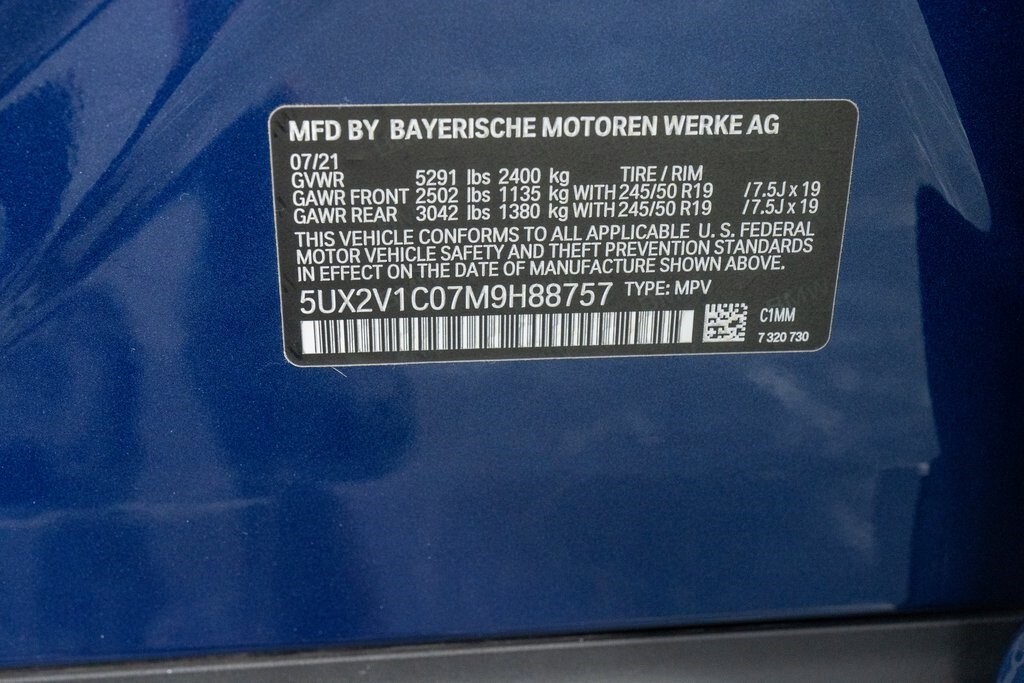 MFD BY BAYERISCHE MOTOREN WERKE AG
07/21
GVWR 5291 lbs 2400 kg TIRE / RIM
GAWR FRONT 2502 lbs 1135 kg WITH 245/50 R19 /7.5J x 19
GAWR REAR 3042 lbs 1380 kg WITH 245/50 R19 /7.5J x 19
THIS VEHICLE CONFORMS TO ALL APPLICABLE U. S. FEDERAL
MOTOR VEHICLE SAFETY AND THEFT PREVENTION STANDARDS
IN EFFECT ON THE DATE OF MANUFACTURE SHOWN ABOVE.
5UX2V1C07M9H88757 TYPE: MPV
C1MM
7 320 730